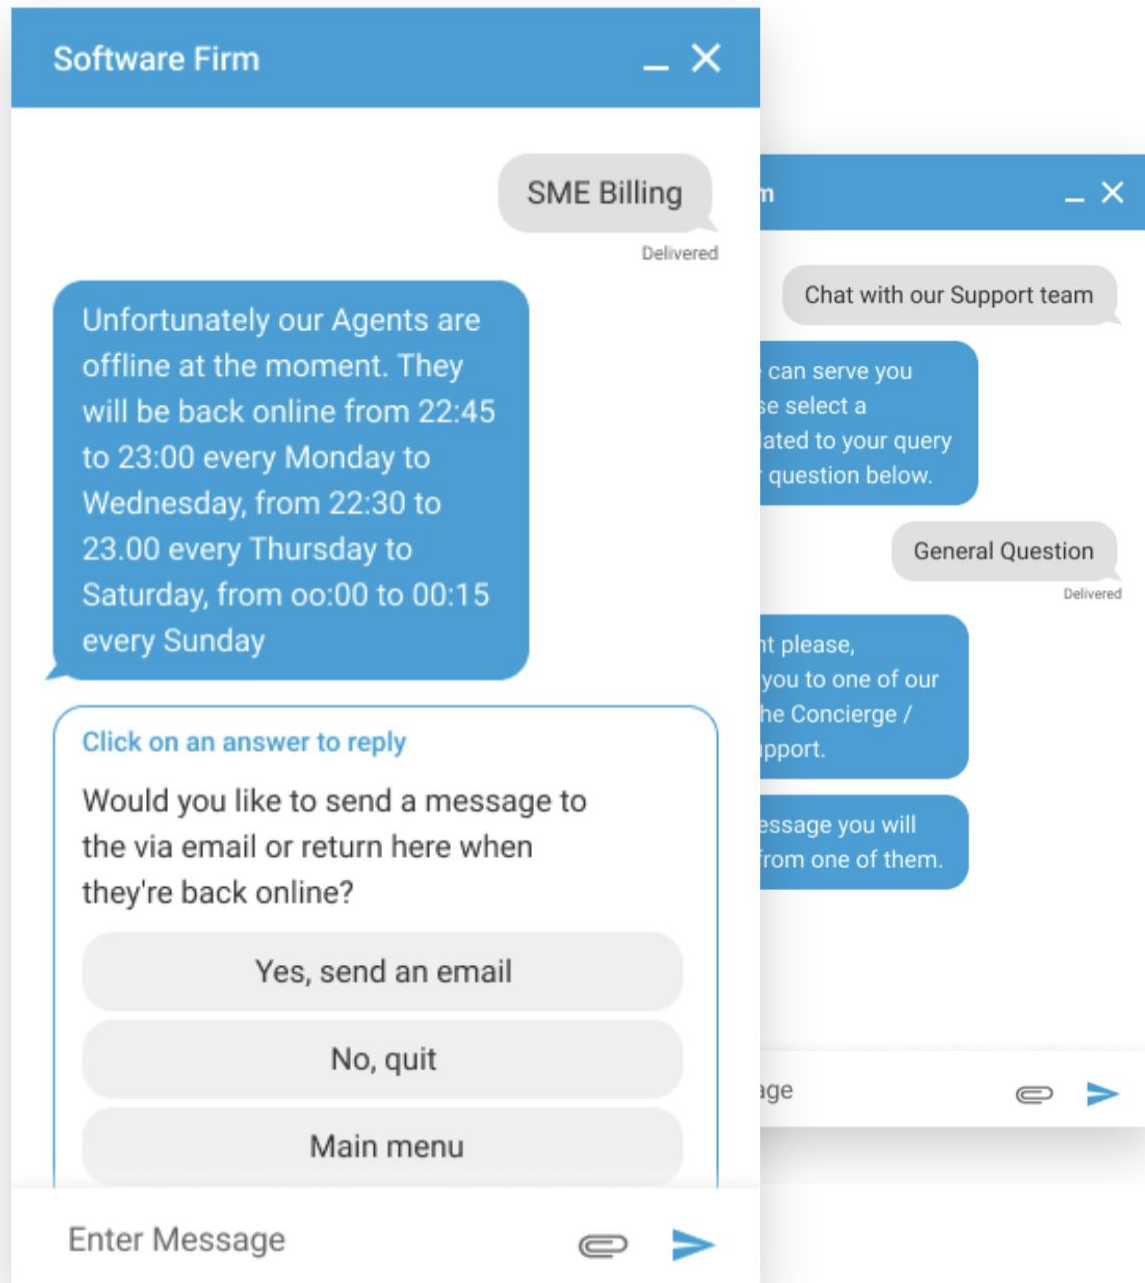 Software Firm
SME Billing
Delivered
Unfortunately our Agents are
offline at the moment. They
will be back online from 22:45
to 23:00 every Monday to
Wednesday, from 22:30 to
23.00 every Thursday to
Saturday, from oo:00 to 00:15
every Sunday
Click on an answer to reply
Would you like to send a message to
the via email or return here when
they're back online?
Yes, send an email
No, quit
Main menu
Enter Message
Chat with our Support team
can serve you
select a
to your query
question below.
General Question
Delivered
please,
you to one of our
Concierge /
you will
from one of them.